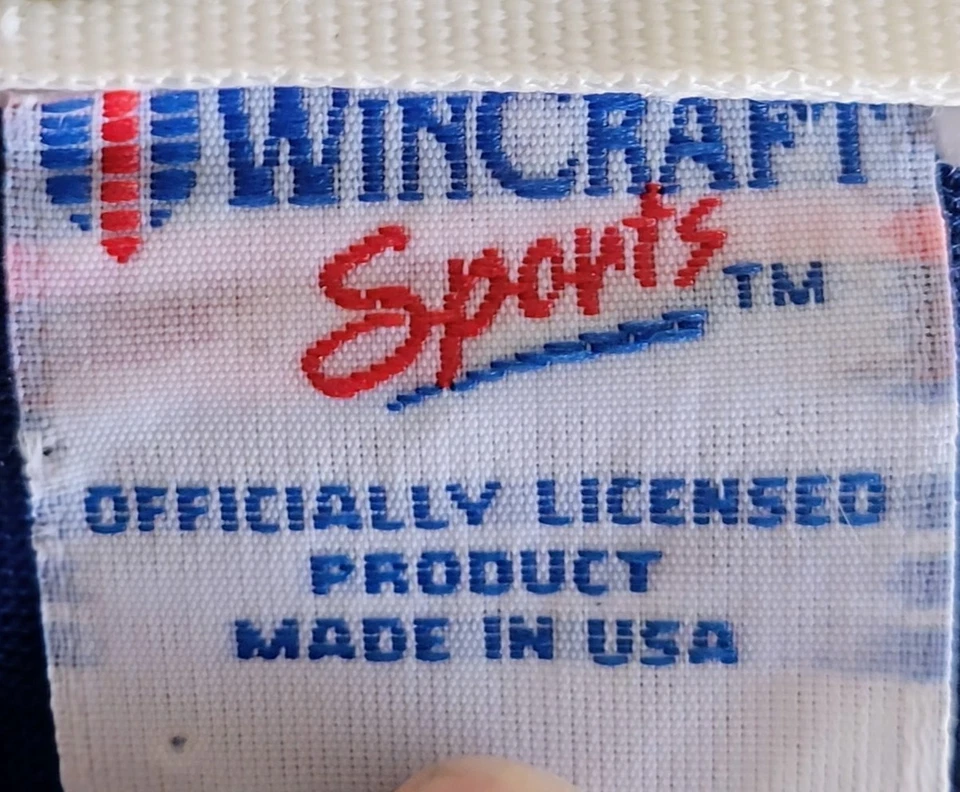 WINCRAFT
Sports
TM
OFFICIALLY LICENSED
PRODUCT
MADE IN USA